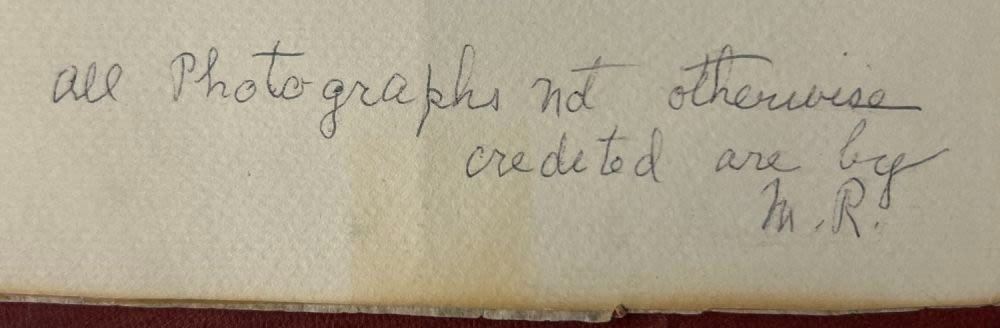 all Photographs not otherwise
credited are by
M.R.